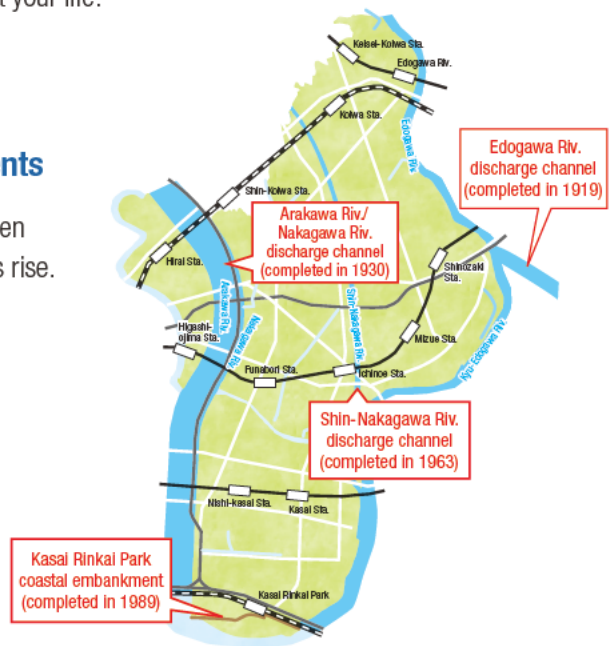 t your life.
nts
en
s rise.
Keisei-Koiwa Sta.
Edogawa Riv.
Koiwa Sta.
Edogawa Riv.
Edogawa Riv.
discharge channel
(completed in 1919)
Shin-Koiwa Sta.
Arakawa Riv./
Nakagawa Riv.
discharge channel
(completed in 1930)
Hirai Sta.
Shinozaki
Sta.
Arakawa Riv.
Nakagawa Riv.
Shin-Nakagawa Riv.
Higashi-
ojima Sta.
Mizue Sta.
Kyu-Edogawa Riv.
Funabori Sta.
Ichinoe Sta.
Shin-Nakagawa Riv.
discharge channel
(completed in 1963)
Nishi-kasai Sta.
Kasai Sta.
Kasai Rinkai Park
coastal embankment
(completed in 1989)
Kasai Rinkai Park